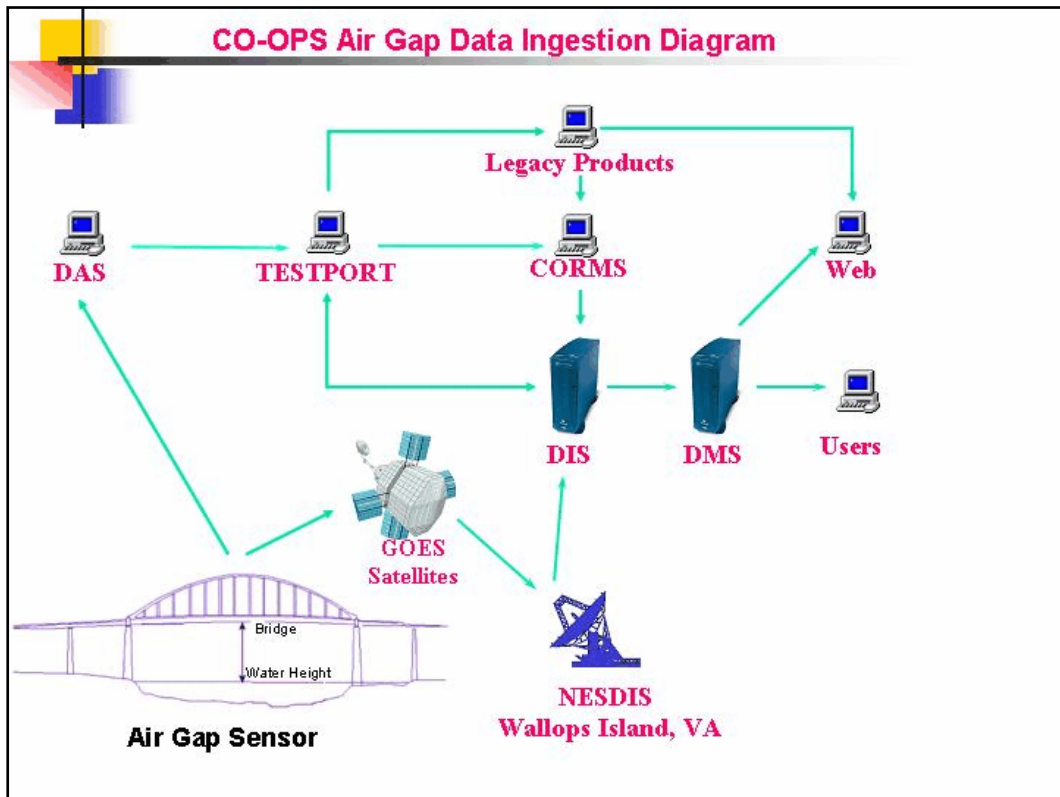 CO-OPS Air Gap Data Ingestion Diagram
Legacy Products
DAS
TESTPORT
CORMS
Web
DIS
DMS
Users
GOES
Satellites
Bridge
Water Height
NESDIS
Wallops Island, VA
Air Gap Sensor